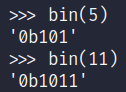 >>> bin(5)
'0b101'
>>> bin(11)
'0b1011'